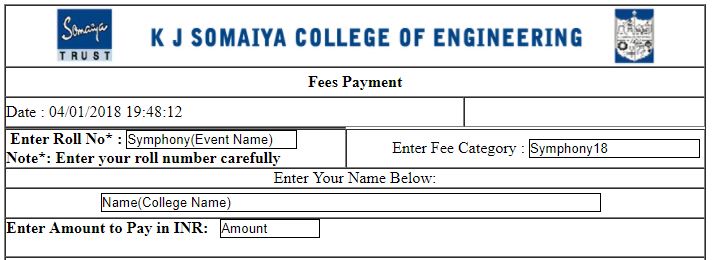 Somaiya
TRUST
K J SOMAIYA COLLEGE OF ENGINEERING
Fees Payment
Date : 04/01/2018 19:48:12
Enter Roll No* : Symphony(Event Name)
Note*: Enter your roll number carefully
Enter Fee Category : Symphony18
Enter Your Name Below:
Name(College Name)
Enter Amount to Pay in INR: Amount